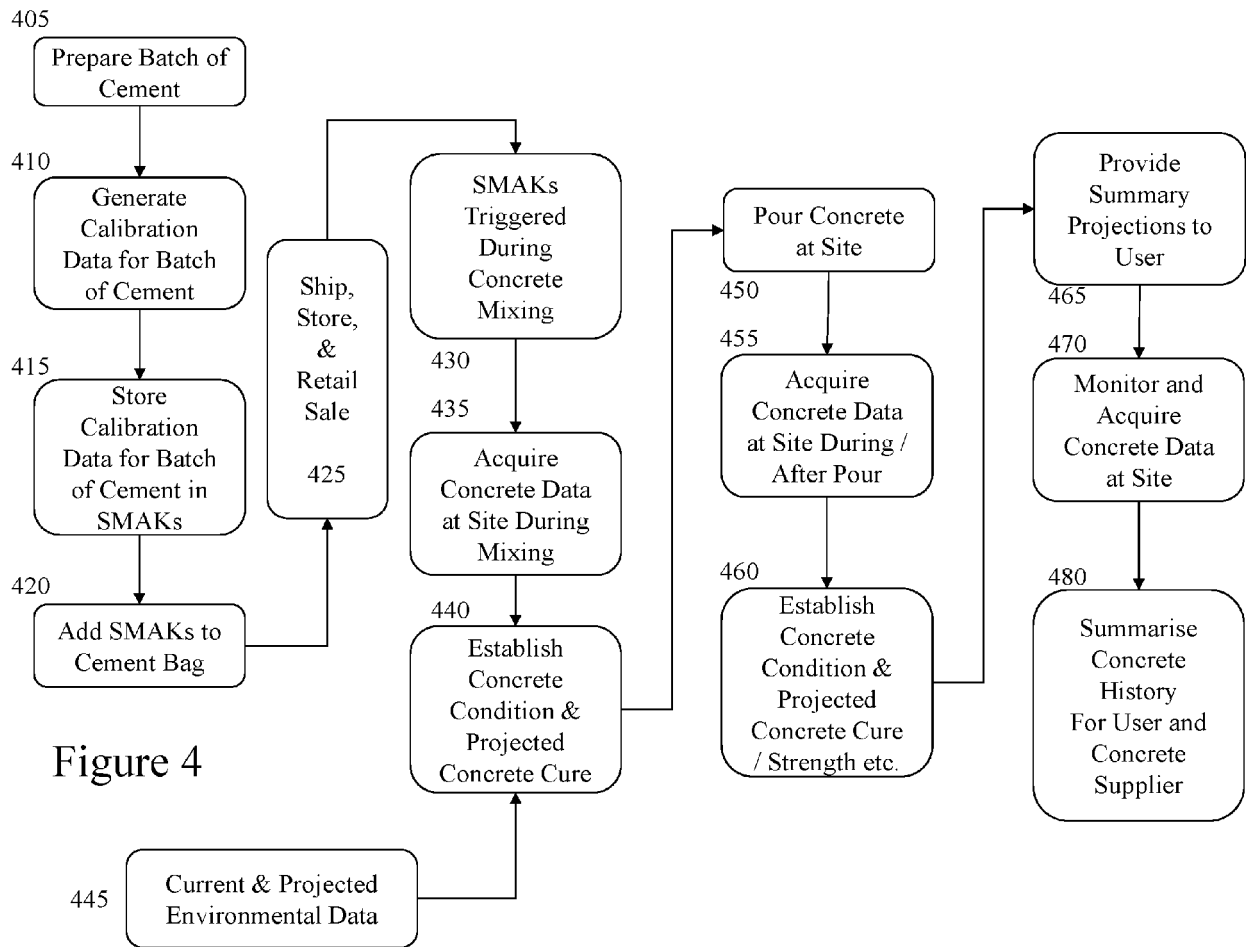 405
Prepare Batch of
Cement
410
Generate
Calibration
Data for Batch
of Cement
415
Store
Calibration
Data for Batch
of Cement in
SMAKs
420
Add SMAKs to
Cement Bag
Ship,
Store,
&
Retail
Sale
425
SMAKs
Triggered
During
Concrete
Mixing
430
435
Acquire
Concrete Data
at Site During
Mixing
440
Establish
Concrete
Condition &
Projected
Concrete Cure
445
Current & Projected
Environmental Data
Pour Concrete
at Site
450
455
Acquire
Concrete Data
at Site During /
After Pour
460
Establish
Concrete
Condition &
Projected
Concrete Cure
/ Strength etc.
Provide
Summary
Projections to
User
465
470
Monitor and
Acquire
Concrete Data
at Site
480
Summarise
Concrete
History
For User and
Concrete
Supplier
Figure 4